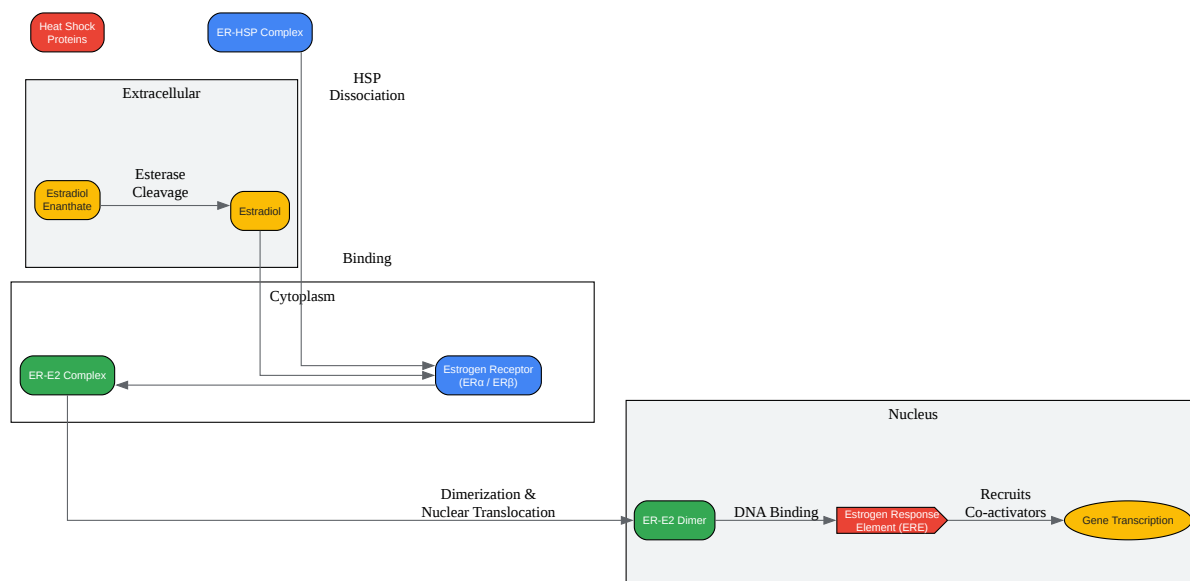 Heat Shock
Proteins
ER-HSP Complex
HSP
Dissociation
Extracellular
Esterase
Cleavage
Estradiol
Enanthate
Estradiol
Binding
Cytoplasm
ER-E2 Complex
Estrogen Receptor
(ERα / ERβ)
Nucleus
Dimerization &
Nuclear Translocation
ER-E2 Dimer
DNA Binding
Estrogen Response
Element (ERE)
Recruits
Co-activators
Gene Transcription